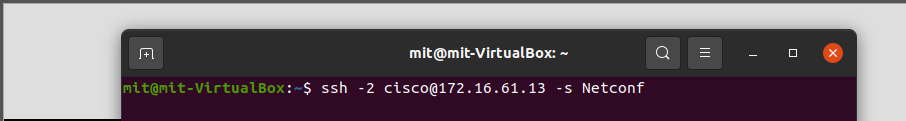 mit@mit-VirtualBox: ~
mit@mit-VirtualBox:~$ ssh -2 cisco@172.16.61.13 -s Netconf